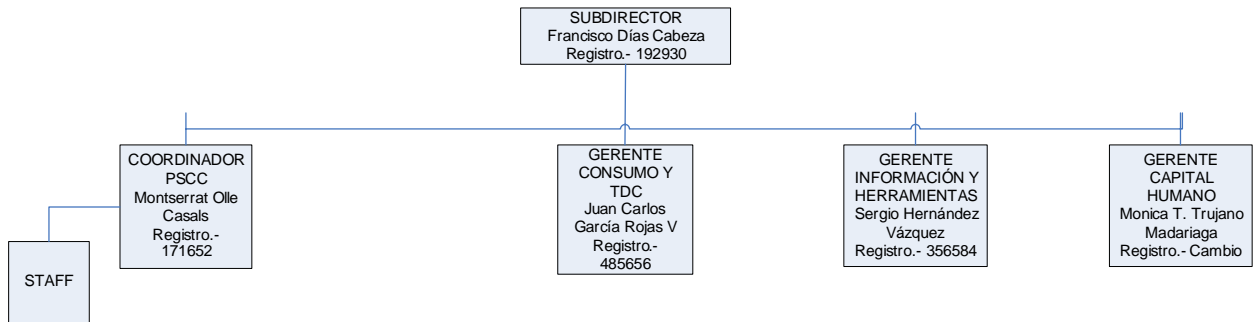 SUBDIRECTOR
Francisco Días Cabeza
Registro.- 192930
COORDINADOR
PSCC
Montserrat Olle
Casals
Registro.-
171652
GERENTE
CONSUMO Y
TDC
Juan Carlos
García Rojas V
Registro.-
485656
GERENTE
INFORMACIÓN Y
HERRAMIENTAS
Sergio Hernández
Vázquez
Registro.- 356584
GERENTE
CAPITAL
HUMANO
Monica T. Trujano
Madariaga
Registro.- Cambio
STAFF